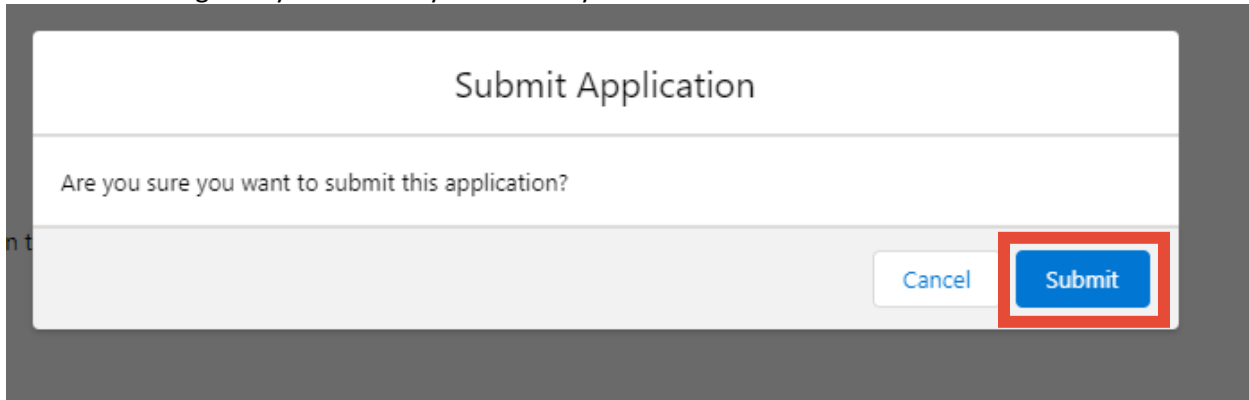 Submit Application
Are you sure you want to submit this application?
n t
Cancel Submit